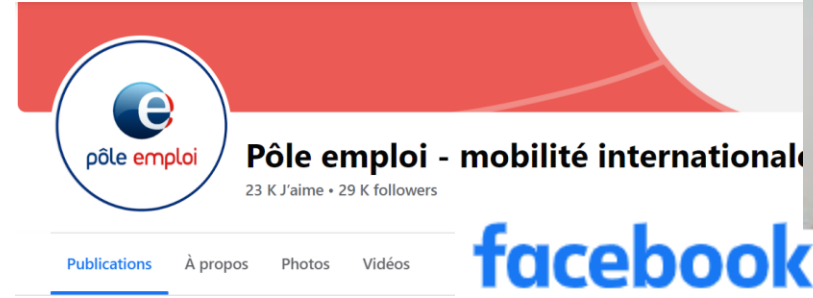 pôle emploi
Pôle emploi - mobilité internationale
23 K J'aime • 29 K followers
Publications À propos Photos Vidéos
facebook